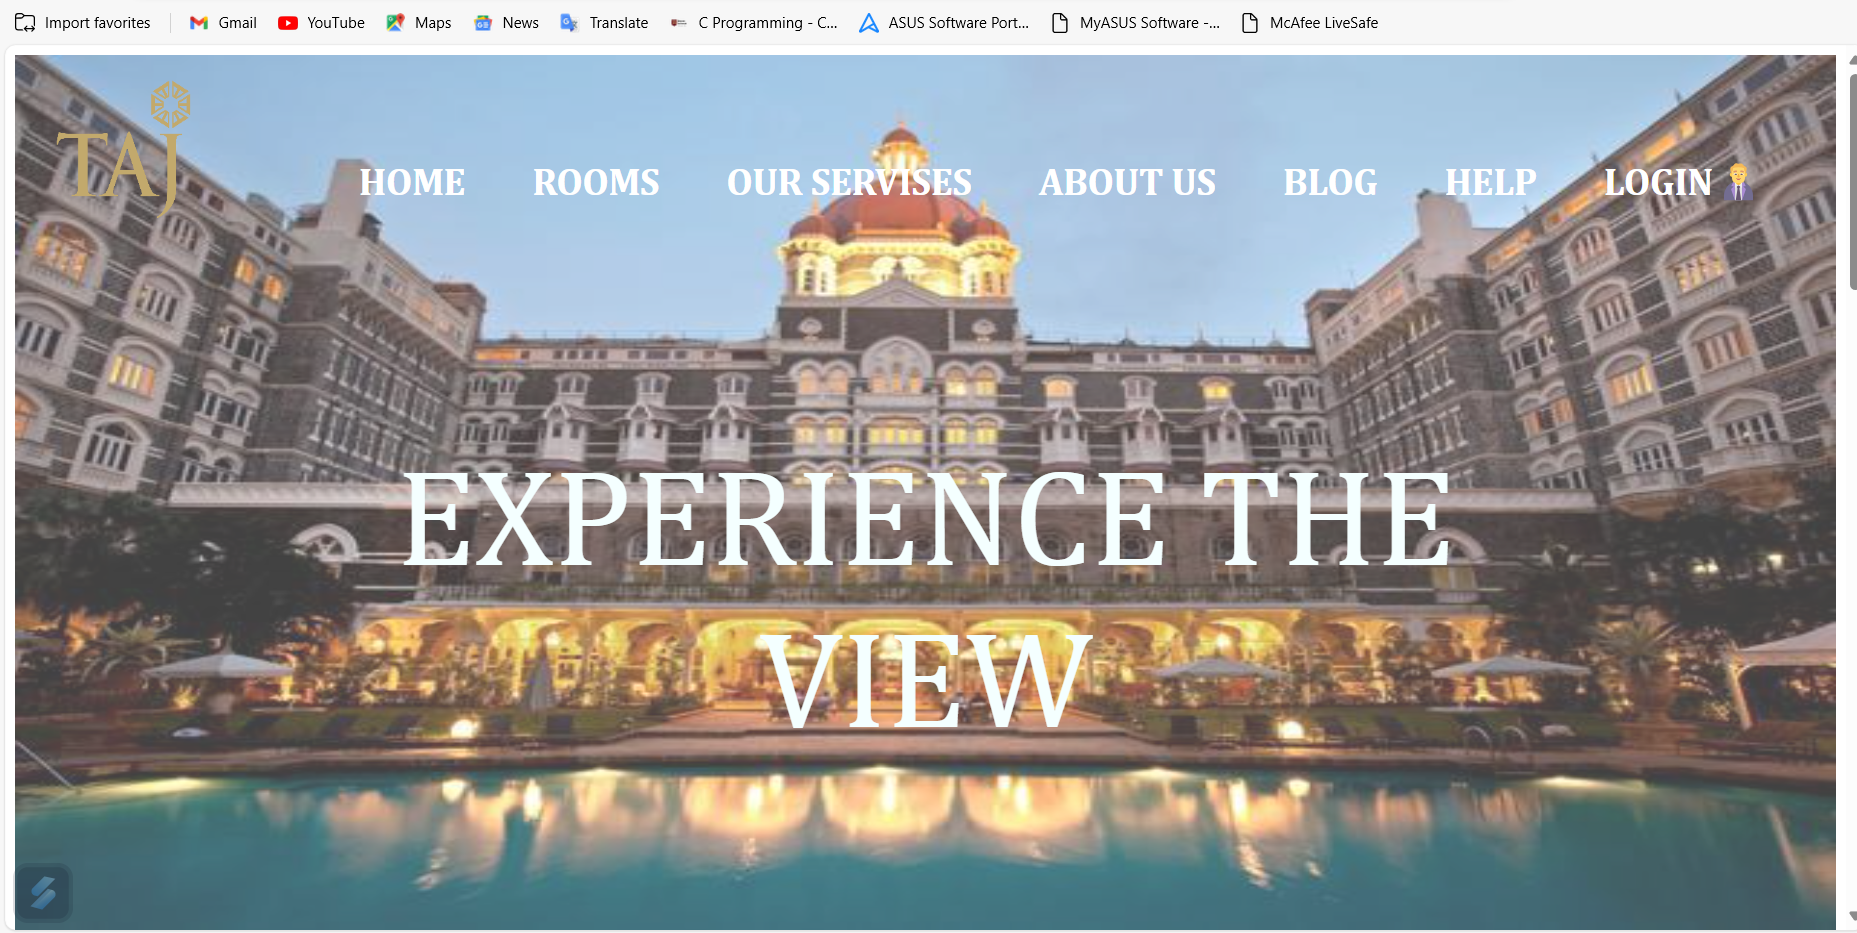 Import favorites Gmail YouTube Maps News Translate C Programming - C... ASUS Software Port... MyASUS Software -... McAfee LiveSafe
TAJ
HOME ROOMS OUR SERVISES ABOUT US BLOG HELP LOGIN
EXPERIENCE THE
VIEW